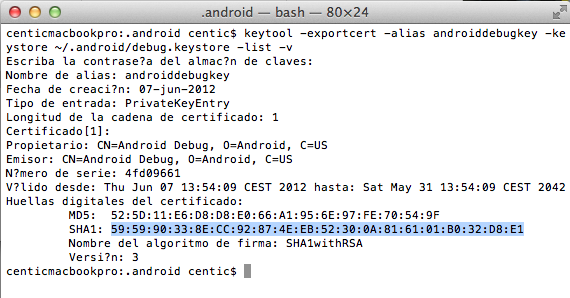 .android — bash — 80×24
centicmacbookpro:.android centic$ keytool -exportcert -alias androiddebugkey -ke
ystore ~/.android/debug.keystore -list -v
Escriba la contrase?a del almac?n de claves:
Nombre de alias: androiddebugkey
Fecha de creaci?n: 07-jun-2012
Tipo de entrada: PrivateKeyEntry
Longitud de la cadena de certificado: 1
Certificado[1]:
Propietario: CN=Android Debug, O=Android, C=US
Emisor: CN=Android Debug, O=Android, C=US
N?mero de serie: 4fd09661
V?lido desde: Thu Jun 07 13:54:09 CEST 2012 hasta: Sat May 31 13:54:09 CEST 2042
Huellas digitales del certificado:
MD5: 52:5D:11:E6:D8:D8:E0:66:A1:95:6E:97:FE:70:54:9F
SHA1: 59:59:90:33:8E:CC:92:87:4E:EB:52:30:0A:81:61:01:B0:32:D8:E1
Nombre del algoritmo de firma: SHA1withRSA
Versi?n: 3
centicmacbookpro:.android centic$